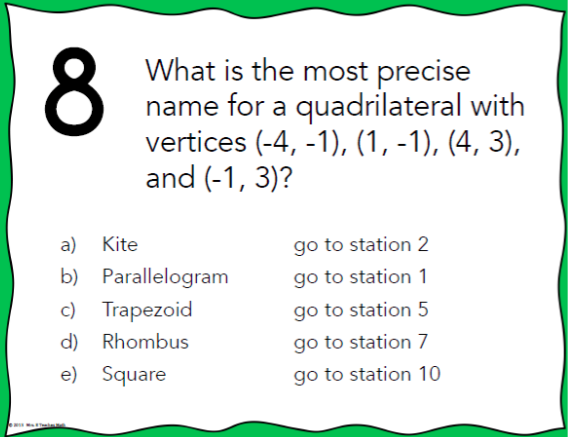 8
What is the most precise
name for a quadrilateral with
vertices (-4, -1), (1, -1), (4, 3),
and (-1, 3)?
a) Kite go to station 2
b) Parallelogram go to station 1
c) Trapezoid go to station 5
d) Rhombus go to station 7
e) Square go to station 10